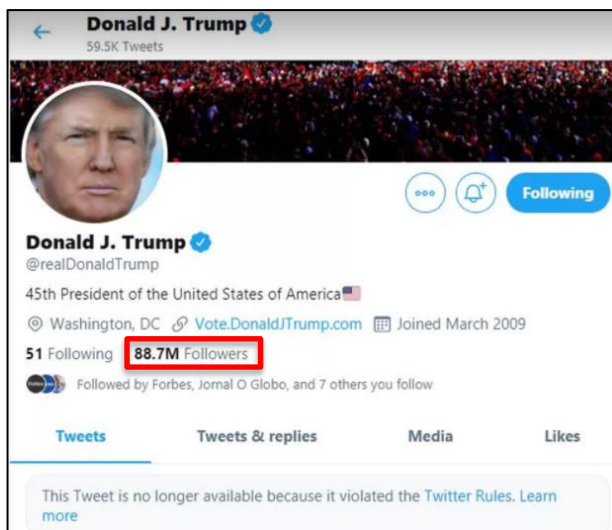 Donald J. Trump
59.5K Tweets
Following
Donald J. Trump
@realDonaldTrump
45th President of the United States of America
Washington, DC Vote.DonaldJTrump.com Joined March 2009
51 Following 88.7M Followers
Followed by Forbes, Jornal O Globo, and 7 others you follow
Tweets Tweets & replies Media Likes
This Tweet is no longer available because it violated the Twitter Rules. Learn
more